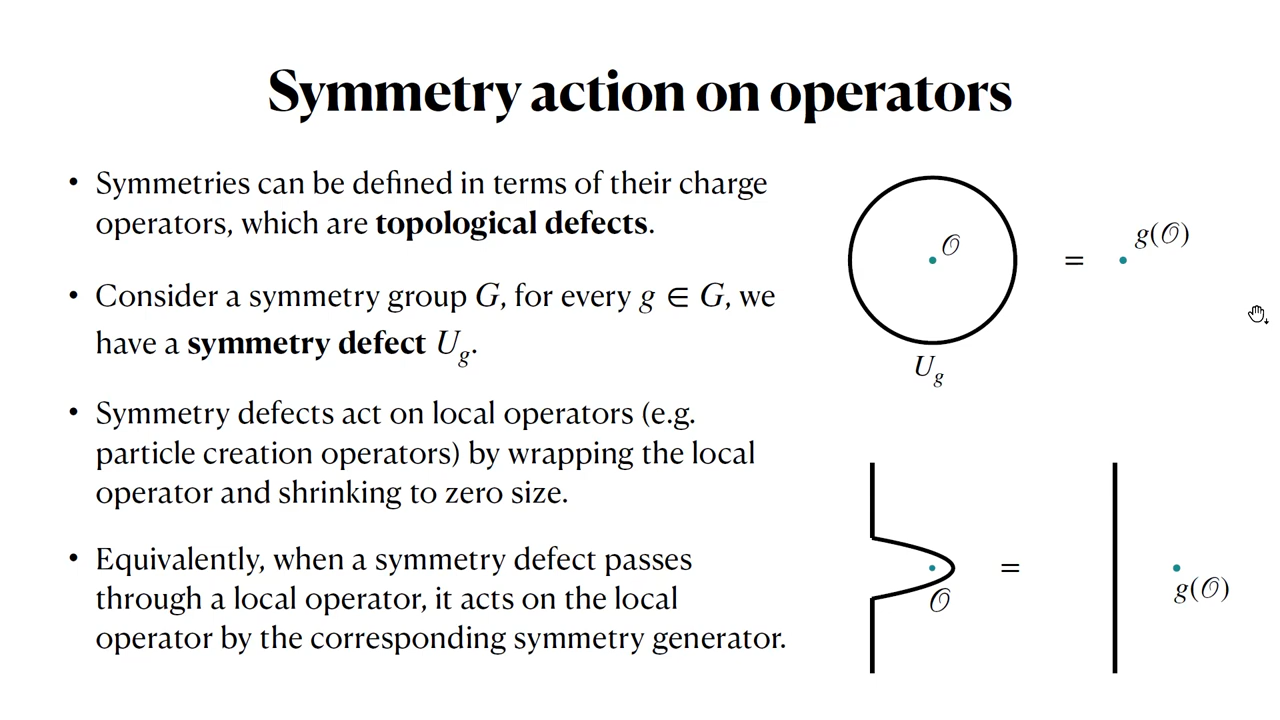 Symmetry action on operators
• Symmetries can be defined in terms of their charge
operators, which are topological defects.
• Consider a symmetry group G, for every g ∈ G, we
have a symmetry defect U_g.
• Symmetry defects act on local operators (e.g.
particle creation operators) by wrapping the local
operator and shrinking to zero size.
• Equivalently, when a symmetry defect passes
through a local operator, it acts on the local
operator by the corresponding symmetry generator.
𝒪
= g(𝒪)
U_g
𝒪
= g(𝒪)